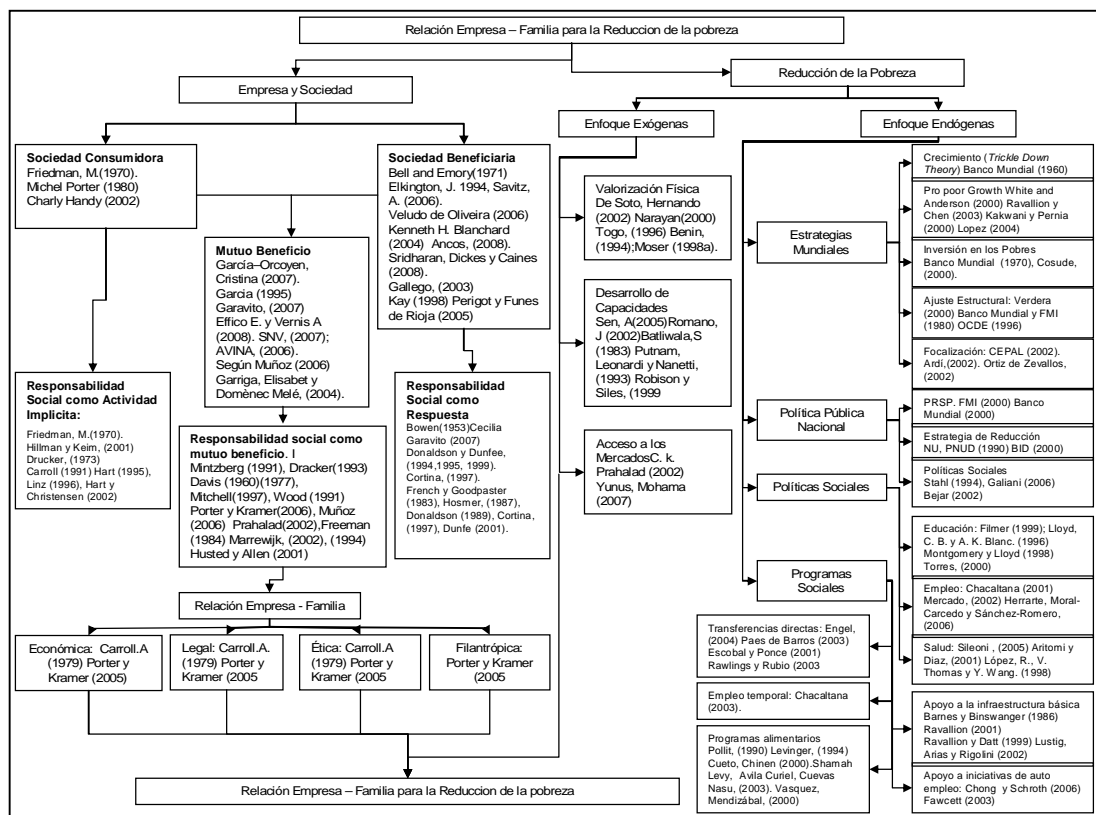 Relación Empresa – Familia para la Reduccion de la pobreza
Empresa y Sociedad
Reducción de la Pobreza
Enfoque Exógenas
Enfoque Endógenas
Sociedad Consumidora
Friedman, M.(1970).
Michel Porter (1980)
Charly Handy (2002)
Sociedad Beneficiaria
Bell and Emory(1971)
Elkington, J. 1994, Savitz,
A. (2006).
Veludo de Oliveira (2006)
Kenneth H. Blanchard
(2004) Ancos, (2008).
Sridharan, Dickes y Caines
(2008).
Gallego, (2003)
Kay (1998) Perigot y Funes
de Rioja (2005)
Mutuo Beneficio
García–Orcoyen,
Cristina (2007).
Garcia (1995)
Garavito, (2007)
Effico E. y Vernis A
(2008). SNV, (2007);
AVINA, (2006).
Según Muñoz (2006)
Garriga, Elisabet y
Domènec Melé, (2004).
Responsabilidad
Social como Actividad
Implicita:
Friedman, M.(1970).
Hillman y Keim, (2001)
Drucker, (1973)
Carroll (1991) Hart (1995),
Linz (1996), Hart y
Christensen (2002)
Responsabilidad
Social como
Respuesta
Bowen(1953)Cecilia
Garavito (2007)
Donaldson y Dunfee,
(1994,1995, 1999).
Cortina, (1997).
French y Goodpaster
(1983), Hosmer, (1987),
Donaldson (1989), Cortina,
(1997), Dunfe (2001).
Responsabilidad social como
mutuo beneficio. l
Mintzberg (1991), Dracker(1993)
Davis (1960)(1977),
Mitchell(1997), Wood (1991)
Porter y Kramer(2006), Muñoz
(2006) Prahalad(2002),Freeman
(1984) Marrewijk, (2002), (1994)
Husted y Allen (2001)
Relación Empresa - Familia
Económica: Carroll.A
(1979) Porter y
Kramer (2005)
Legal: Carroll.A
(1979) Porter y
Kramer (2005
Ética: Carroll.A
(1979) Porter y
Kramer (2005
Filantrópica:
Porter y Kramer
(2005
Relación Empresa – Familia para la Reduccion de la pobreza
Valorización Física
De Soto, Hernando
(2002) Narayan(2000)
Togo, (1996) Benin,
(1994);Moser (1998a).
Desarrollo de
Capacidades
Sen, A(2005)Romano,
J (2002)Batliwala,S
(1983) Putnam,
Leonardi y Nanetti,
(1993) Robison y
Siles, (1999
Acceso a los
MercadosC. k.
Prahalad (2002)
Yunus, Mohama
(2007)
Estrategias
Mundiales
Política Pública
Nacional
Políticas Sociales
Programas
Sociales
Crecimiento (Trickle Down
Theory) Banco Mundial (1960)
Pro poor Growth White and
Anderson (2000) Ravallion y
Chen (2003) Kakwani y Pernia
(2000) Lopez (2004)
Inversión en los Pobres
Banco Mundial (1970), Cosude,
(2000).
Ajuste Estructural: Verdera
(2000) Banco Mundial y FMI
(1980) OCDE (1996)
Focalización: CEPAL (2002).
Ardí,(2002). Ortiz de Zevallos,
(2002)
PRSP. FMI (2000) Banco
Mundial (2000)
Estrategia de Reducción
NU, PNUD (1990) BID (2000)
Políticas Sociales
Stahl (1994), Galiani (2006)
Bejar (2002)
Educación: Filmer (1999); Lloyd,
C. B. y A. K. Blanc. (1996)
Montgomery y Lloyd (1998)
Torres, (2000)
Empleo: Chacaltana (2001)
Mercado, (2002) Herrarte, Moral-
Carcedo y Sánchez-Romero,
(2006)
Salud: Sileoni , (2005) Aritomi y
Diaz, (2001) López, R., V.
Thomas y Y. Wang. (1998)
Apoyo a la infraestructura básica
Barnes y Binswanger (1986)
Ravallion (2001)
Ravallion y Datt (1999) Lustig,
Arias y Rigolini (2002)
Apoyo a iniciativas de auto
empleo: Chong y Schroth (2006)
Fawcett (2003)
Transferencias directas: Engel,
(2004) Paes de Barros (2003)
Escobal y Ponce (2001)
Rawlings y Rubio (2003
Empleo temporal: Chacaltana
(2003).
Programas alimentarios
Pollit, (1990) Levinger, (1994)
Cueto, Chinen (2000).Shamah
Levy, Avila Curiel, Cuevas
Nasu, (2003). Vasquez,
Mendizábal, (2000)